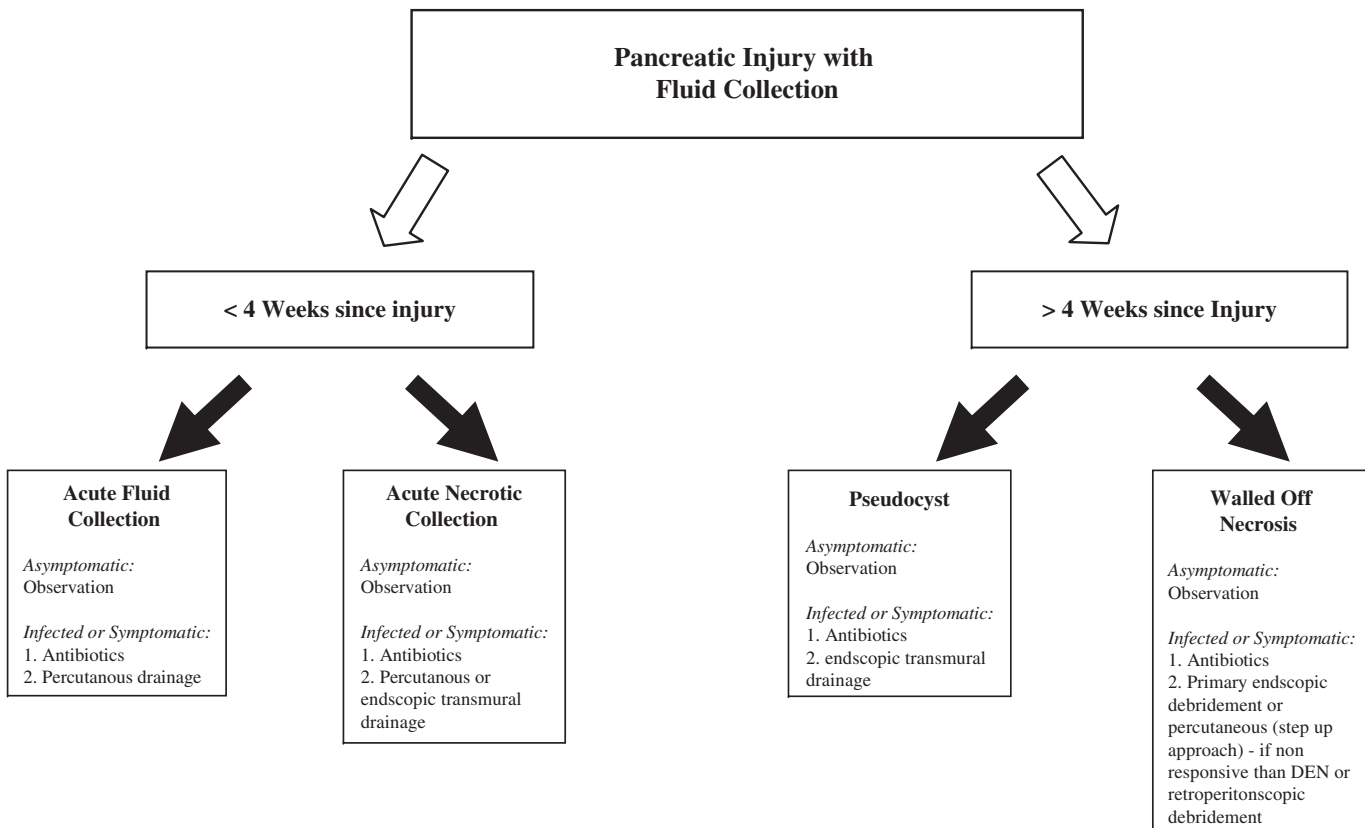 Pancreatic Injury with
Fluid Collection
< 4 Weeks since injury
> 4 Weeks since Injury
Acute Fluid
Collection
Asymptomatic:
Observation
Infected or Symptomatic:
1. Antibiotics
2. Percutanous drainage
Acute Necrotic
Collection
Asymptomatic:
Observation
Infected or Symptomatic:
1. Antibiotics
2. Percutanous or
endscopic transmural
drainage
Pseudocyst
Asymptomatic:
Observation
Infected or Symptomatic:
1. Antibiotics
2. endscopic transmural
drainage
Walled Off
Necrosis
Asymptomatic:
Observation
Infected or Symptomatic:
1. Antibiotics
2. Primary endscopic
debridement or
percutaneous (step up
approach) - if non
responsive than DEN or
retroperitonscopic
debridement